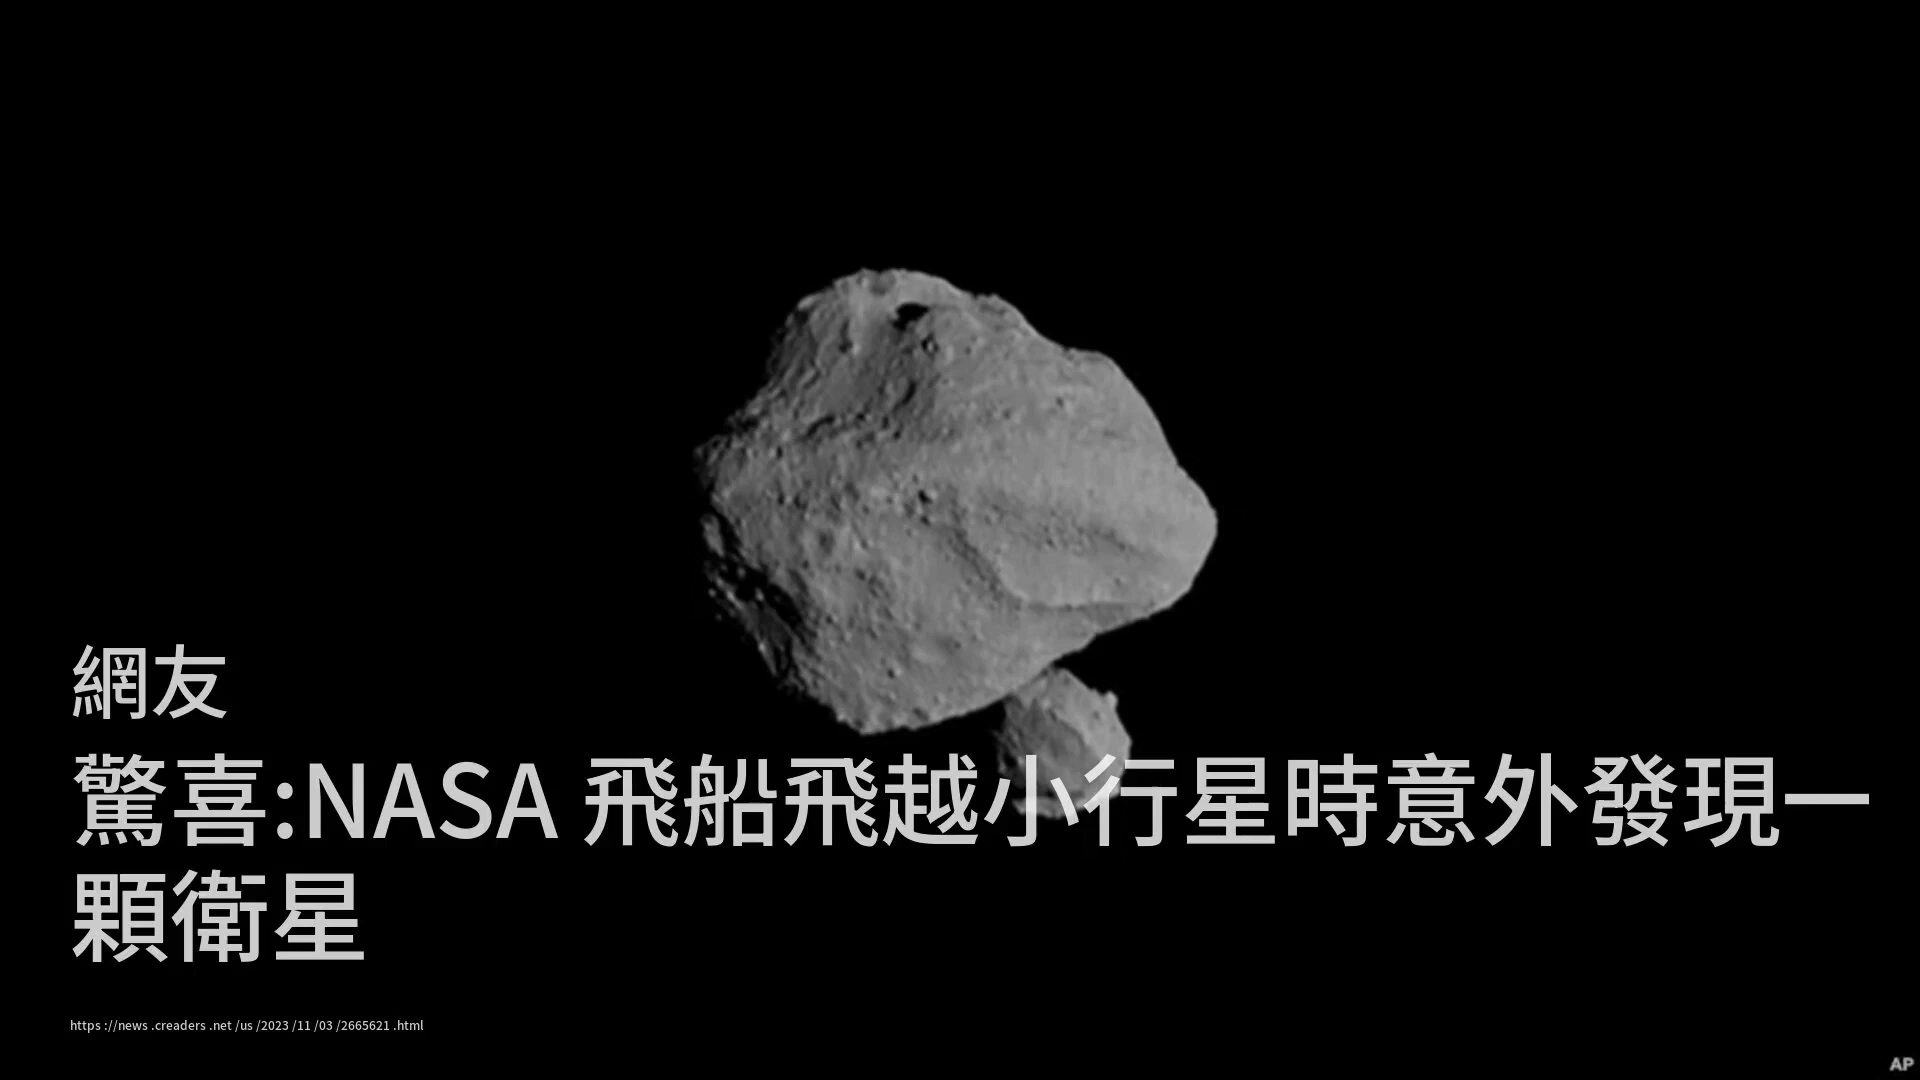 網友
驚喜:NASA 飛船飛越小行星時意外發現一
顆衛星
https ://news .creaders .net /us /2023 /11 /03 /2665621 .html
AP